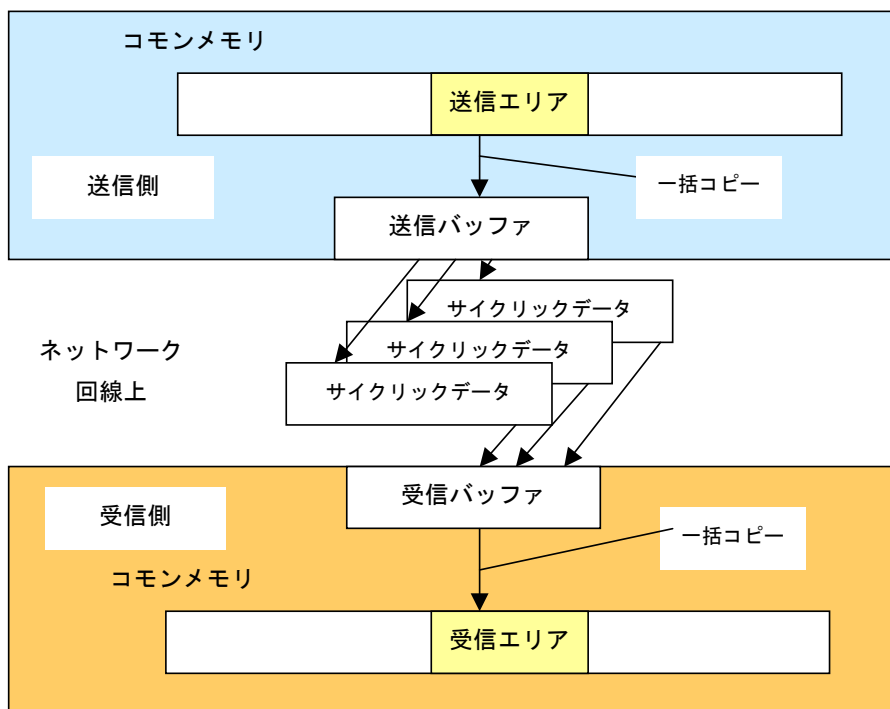 コモンメモリ
送信エリア
送信側
一括コピー
送信バッファ
サイクリックデータ
サイクリックデータ
サイクリックデータ
ネットワーク
回線上
受信バッファ
受信側
一括コピー
コモンメモリ
受信エリア